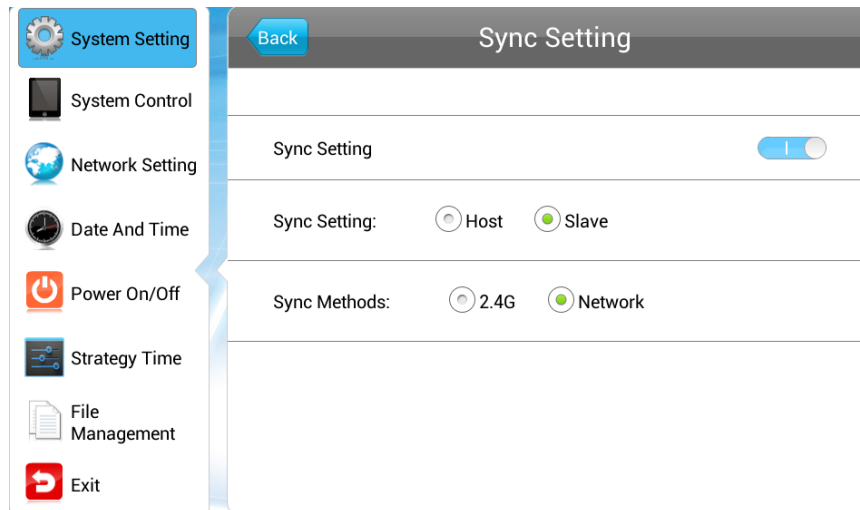 System Setting
System Control
Network Setting
Date And Time
Power On/Off
Strategy Time
File
Management
Exit
Back
Sync Setting
Sync Setting
Sync Setting: Host Slave
Sync Methods: 2.4G Network